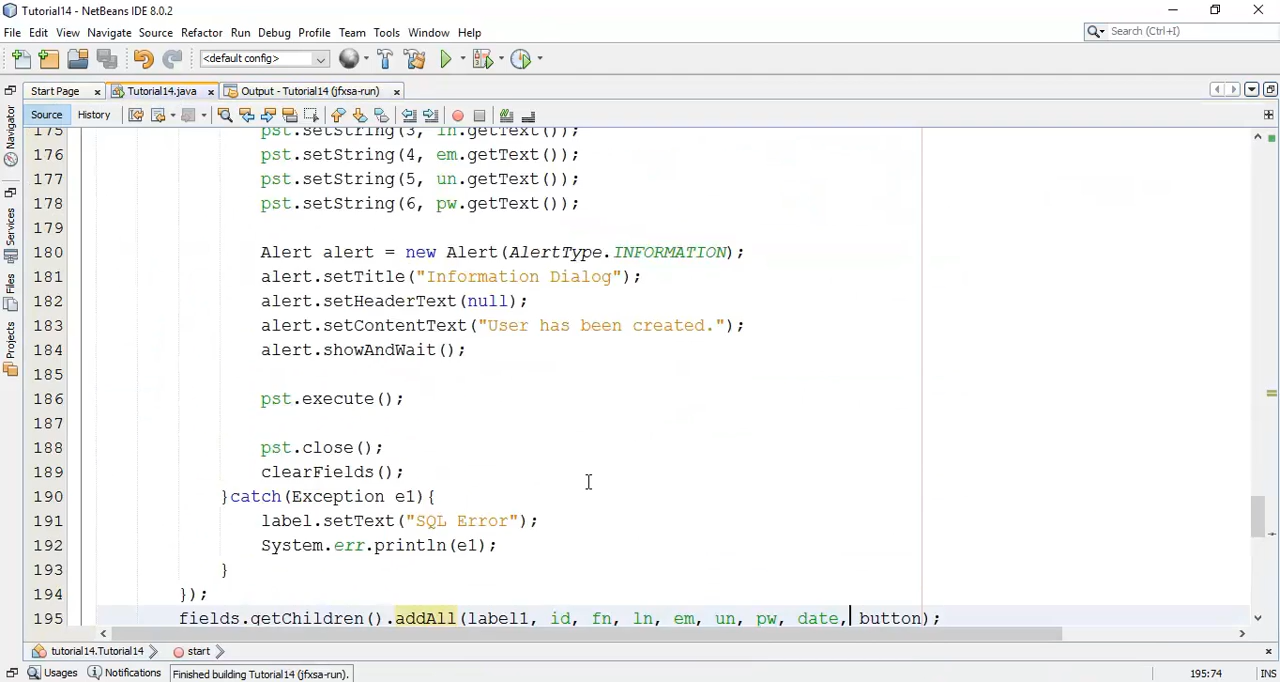 Tutorial14 - NetBeans IDE 8.0.2
File Edit View Navigate Source Refactor Run Debug Profile Team Tools Window Help
Search (Ctrl+I)
<default config>
Start Page
Tutorial14.java
Output - Tutorial14 (jfxsa-run)
Source History
Navigator
Services
Files
Projects
175 pst.setString(3, ln.getText());
176 pst.setString(4, em.getText());
177 pst.setString(5, un.getText());
178 pst.setString(6, pw.getText());
179
180 Alert alert = new Alert(AlertType.INFORMATION);
181 alert.setTitle("Information Dialog");
182 alert.setHeaderText(null);
183 alert.setContentText("User has been created.");
184 alert.showAndWait();
185
186 pst.execute();
187
188 pst.close();
189 clearFields();
190 }catch(Exception e1){
191 label.setText("SQL Error");
192 System.err.println(e1);
193 }
194 });
195 fields.getChildren().addAll(label1, id, fn, ln, em, un, pw, date, button);
tutorial14.Tutorial14 start
Usages Notifications Finished building Tutorial14 (jfxsa-run). 195:74 INS